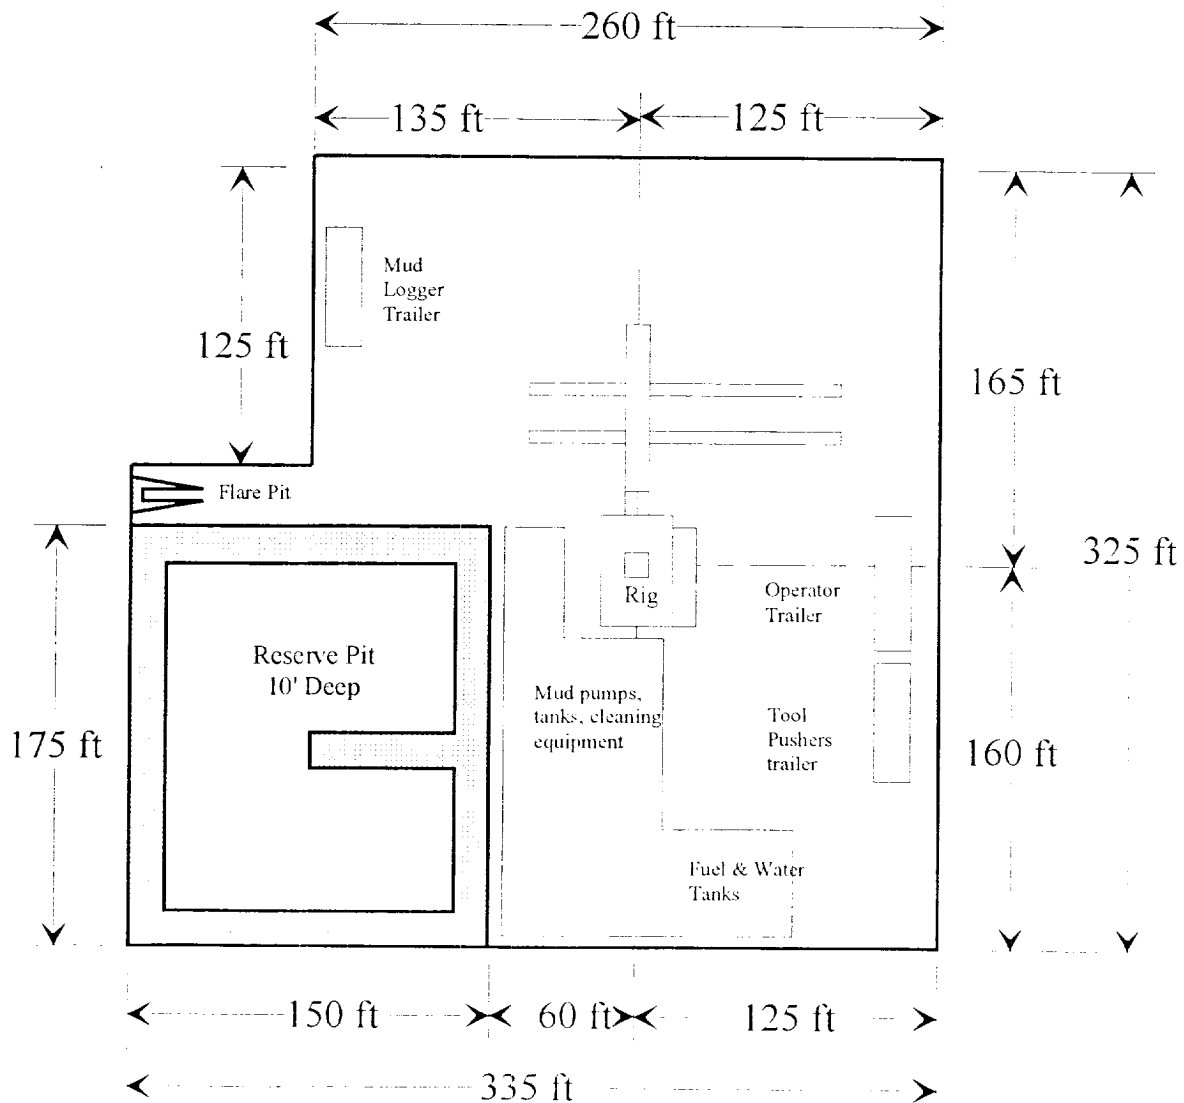 260 ft
135 ft
125 ft
Mud
Logger
Trailer
125 ft
165 ft
Flare Pit
325 ft
Rig
Operator
Trailer
Reserve Pit
10' Deep
Mud pumps,
tanks, cleaning
equipment
Tool
Pushers
trailer
175 ft
160 ft
Fuel & Water
Tanks
150 ft
60 ft
125 ft
335 ft